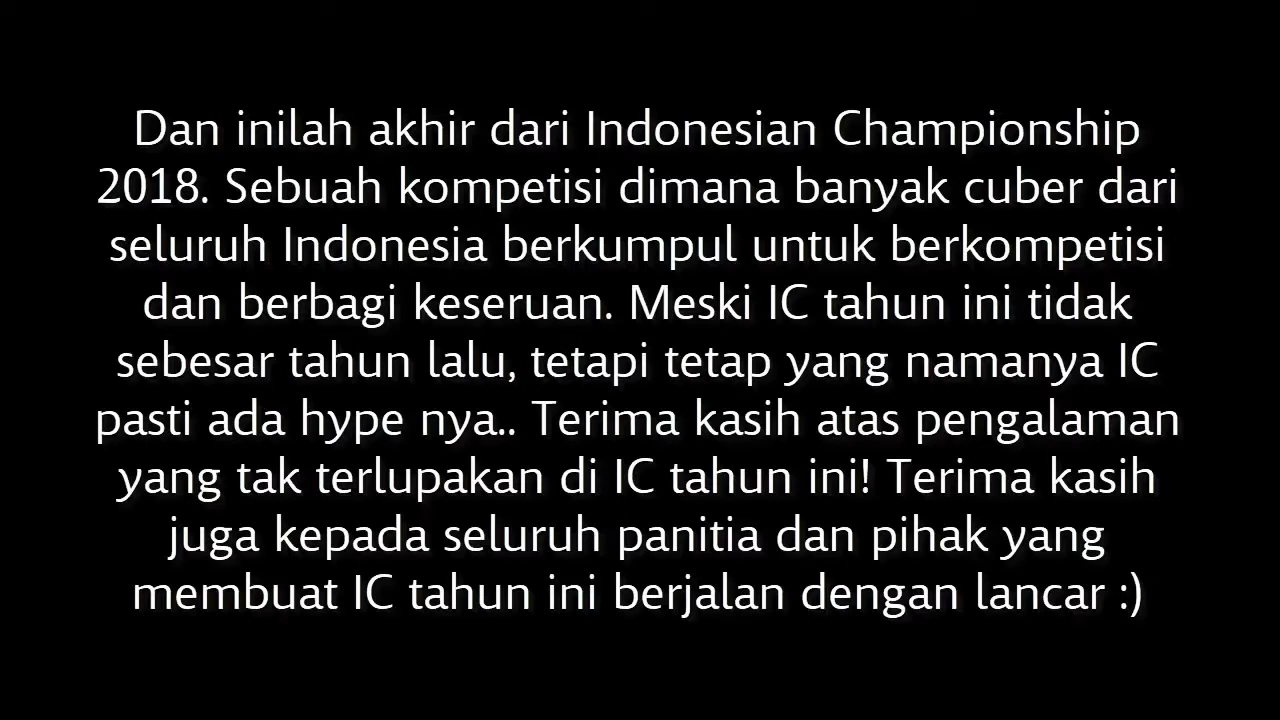 Dan inilah akhir dari Indonesian Championship
2018. Sebuah kompetisi dimana banyak cuber dari
seluruh Indonesia berkumpul untuk berkompetisi
dan berbagi keseruan. Meski IC tahun ini tidak
sebesar tahun lalu, tetapi tetap yang namanya IC
pasti ada hype nya.. Terima kasih atas pengalaman
yang tak terlupakan di IC tahun ini! Terima kasih
juga kepada seluruh panitia dan pihak yang
membuat IC tahun ini berjalan dengan lancar :)